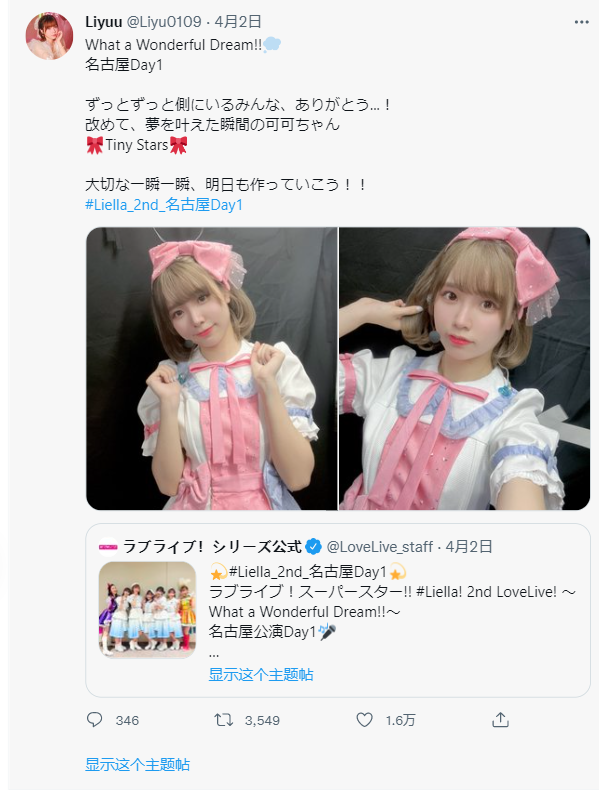 Liyuu @Liyu0109 · 4月2日
What a Wonderful Dream!!
名古屋Day1
ずっとずっと側にいるみんな、ありがとう...！
改めて、夢を叶えた瞬間の可可ちゃん
🎀Tiny Stars🎀
大切な一瞬一瞬、明日も作っていこう！！
#Liella_2nd_名古屋Day1
ラブライブ！シリーズ公式 @LoveLive_staff · 4月2日
💫#Liella_2nd_名古屋Day1💫
ラブライブ！スーパースター!! #Liella! 2nd LoveLive! ～
What a Wonderful Dream!!～
名古屋公演Day1🎤
...
显示这个主题帖
346 3,549 1.6万
显示这个主题帖